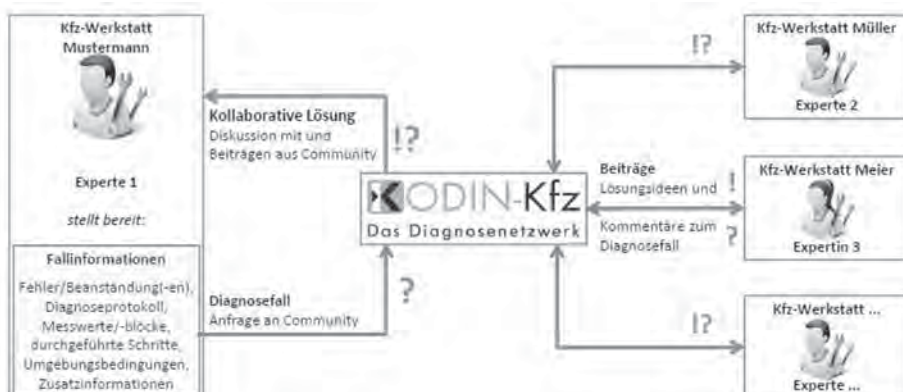 Kfz-Werkstatt
Mustermann
Experte 1
stellt bereit:
Fallinformationen
Fehler/Beanstandung(-en),
Diagnoseprotokoll,
Messwerte/-blöcke,
durchgeführte Schritte,
Umgebungsbedingungen,
Zusatzinformationen
Kollaborative Lösung
Diskussion mit und
Beiträgen aus Community
!?
Diagnosefall
Anfrage an Community
?
KODIN-Kfz
Das Diagnosenetzwerk
!?
Beiträge
Lösungsideen und
!
Kommentare zum
Diagnosefall
?
!?
Kfz-Werkstatt Müller
Experte 2
Kfz-Werkstatt Meier
Expertin 3
Kfz-Werkstatt ...
Experte ...